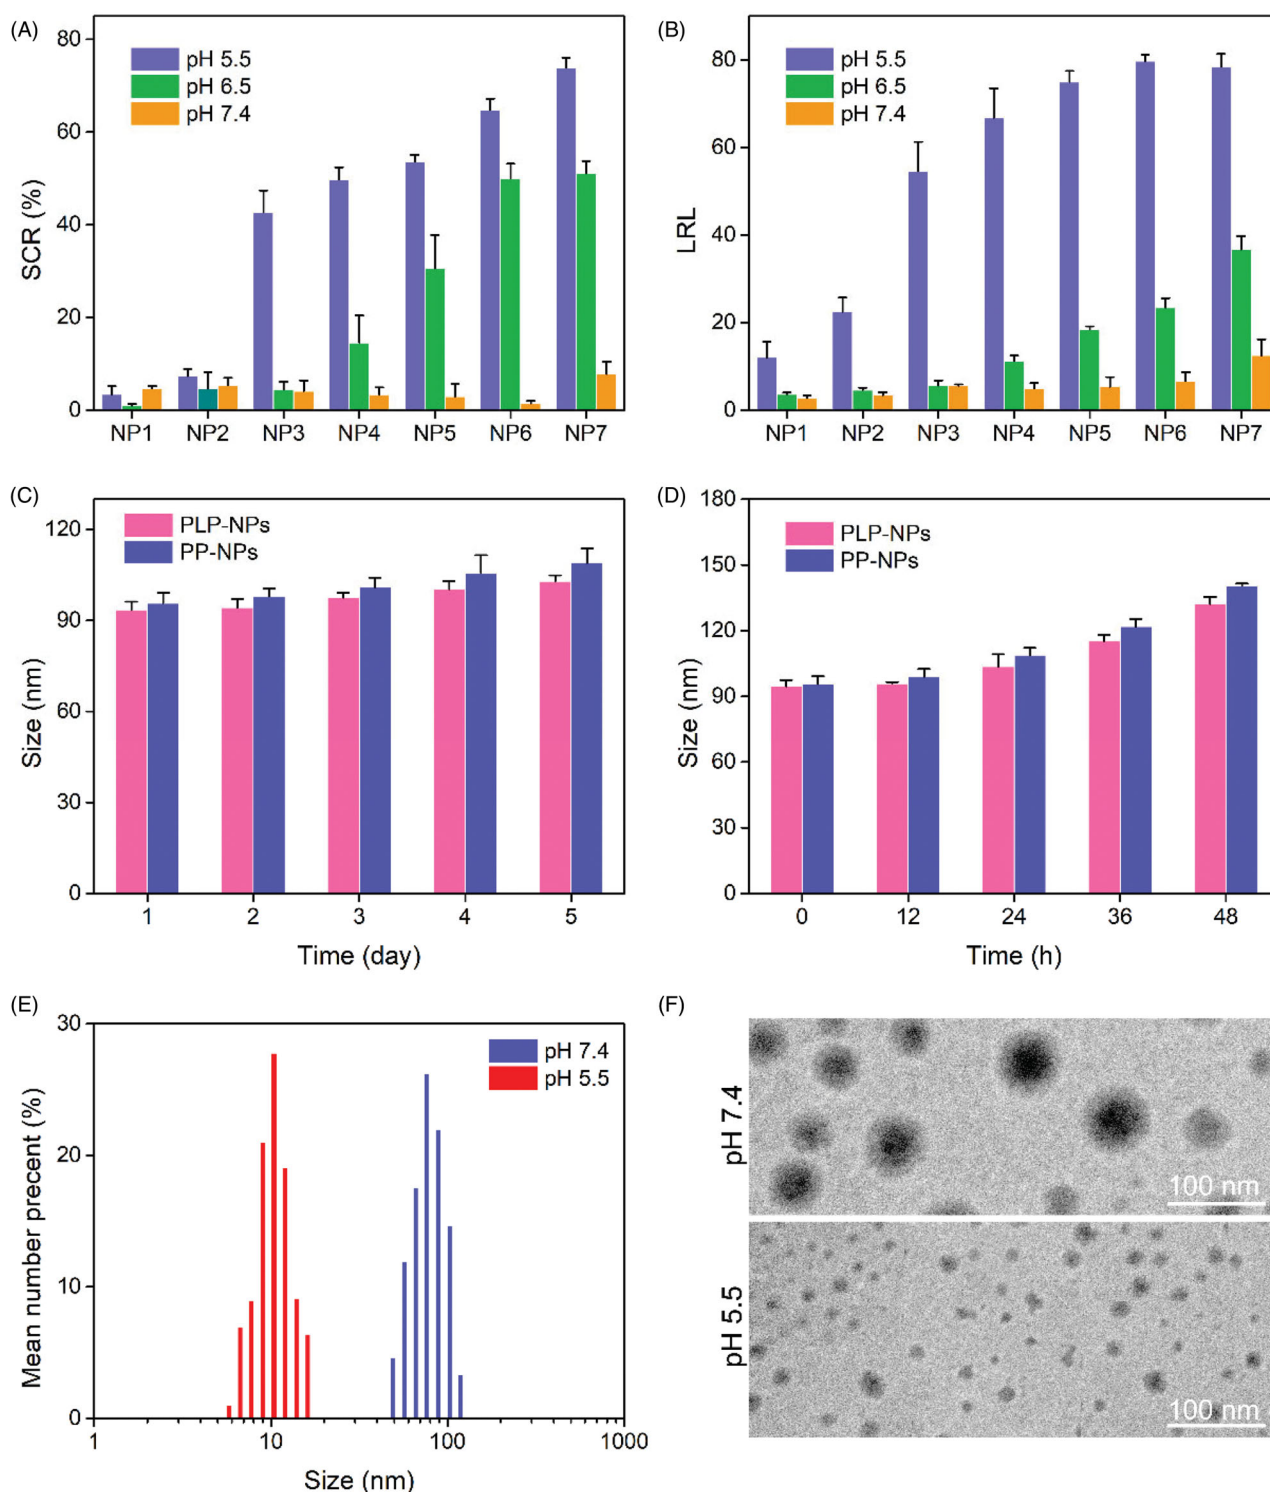 (A)
80
60
40
20
0
SCR (%)
pH 5.5
pH 6.5
pH 7.4
NP1 NP2 NP3 NP4 NP5 NP6 NP7
(B)
80
60
40
20
0
LRL
pH 5.5
pH 6.5
pH 7.4
NP1 NP2 NP3 NP4 NP5 NP6 NP7
(C)
120
90
60
30
0
Size (nm)
PLP-NPs
PP-NPs
1 2 3 4 5
Time (day)
(D)
180
150
120
90
60
30
0
Size (nm)
PLP-NPs
PP-NPs
0 12 24 36 48
Time (h)
(E)
30
20
10
0
Mean number precent (%)
pH 7.4
pH 5.5
1 10 100 1000
Size (nm)
(F)
pH 7.4
100 nm
pH 5.5
100 nm